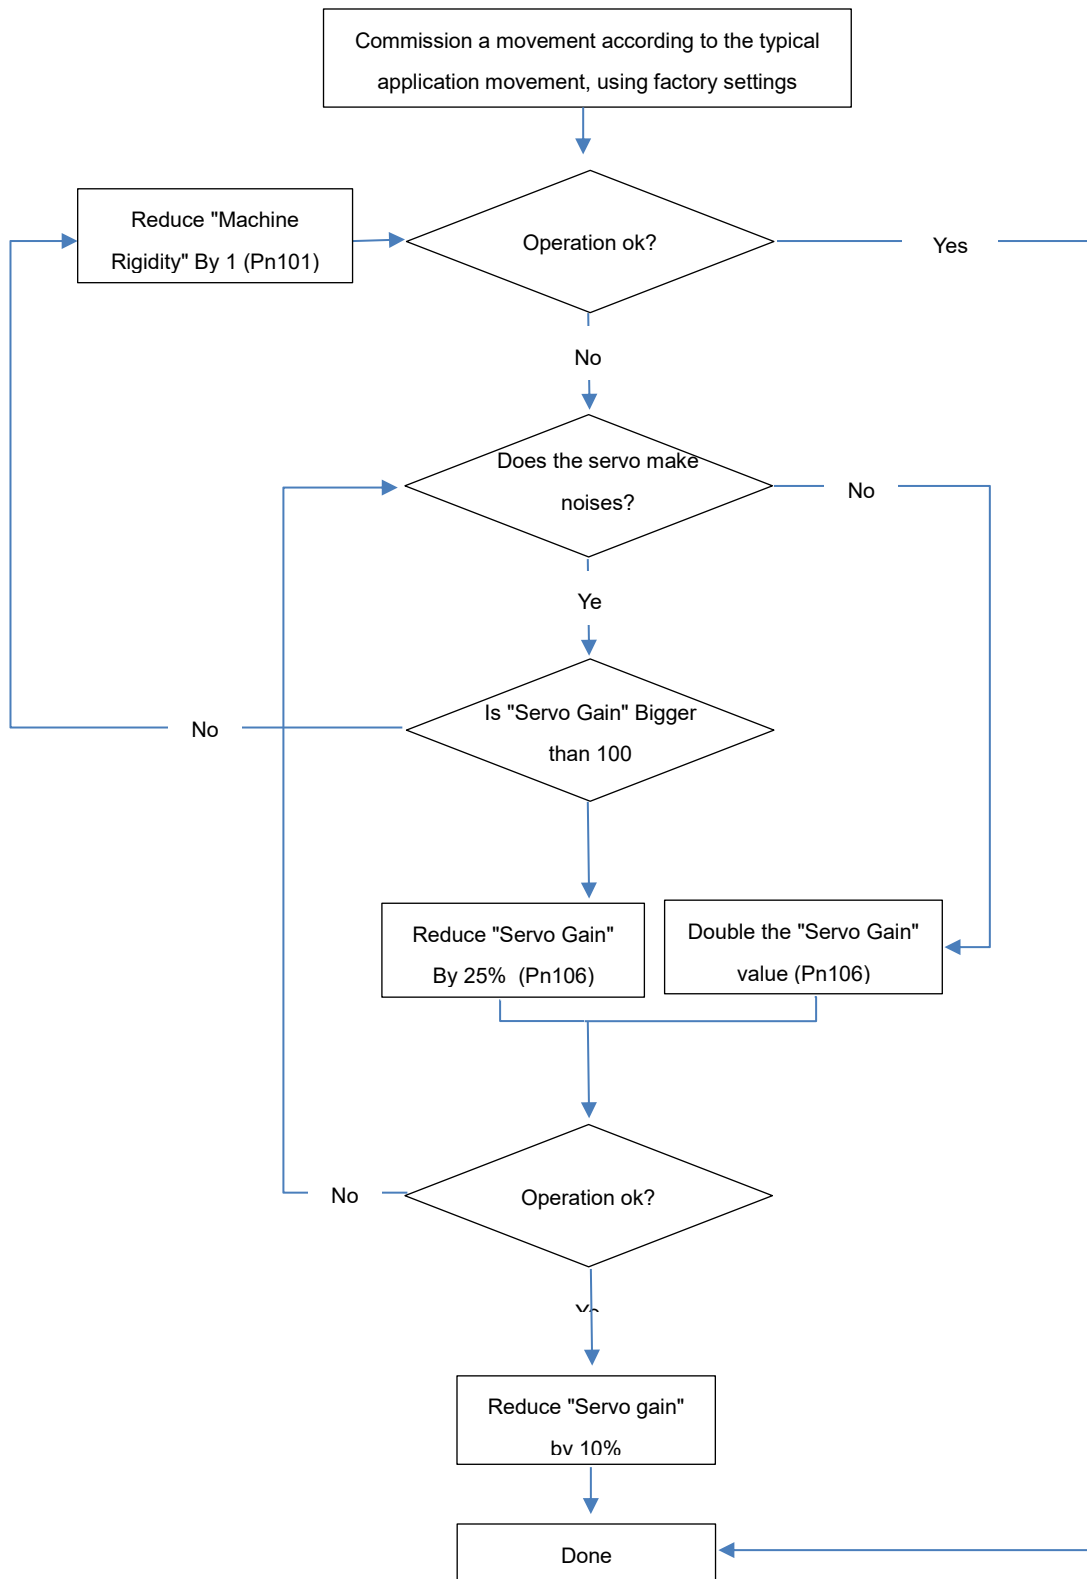 Commission a movement according to the typical
application movement, using factory settings
Reduce "Machine
Rigidity" By 1 (Pn101)
Operation ok?
Yes
No
Does the servo make
noises?
No
Ye
Is "Servo Gain" Bigger
than 100
No
Reduce "Servo Gain"
By 25% (Pn106)
Double the "Servo Gain"
value (Pn106)
Operation ok?
No
Reduce "Servo gain"
by 10%
Done